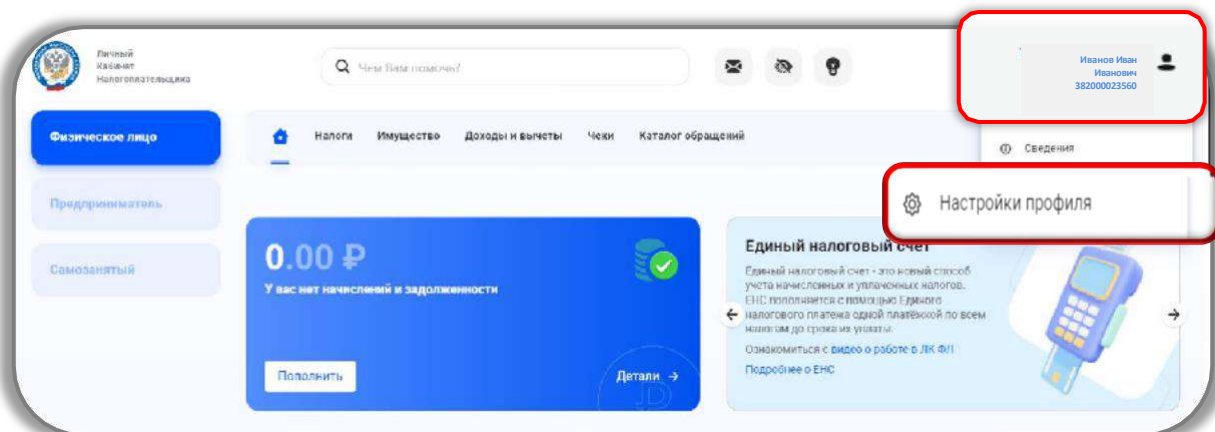 Личный
Кабинет
Налогоплательщика
Чем Вам помочь?
Иванов Иван
Иванович
382000023560
Физическое лицо
Налоги Имущество Доходы и вычеты Чеки Каталог обращений
Сведения
Предприниматель
Настройки профиля
Самозанятый
0.00 ₽
У вас нет начислений и задолженности
Пополнить
Детали →
Единый налоговый счет
Единый налоговый счет - это новый способ
учета начисленных и уплаченных налогов.
ЕНС пополняется с помощью Единого
налогового платежа одной платёжкой по всем
налогам до срока их уплаты.
Ознакомиться с видео о работе в ЛК ФЛ
Подробнее о ЕНС